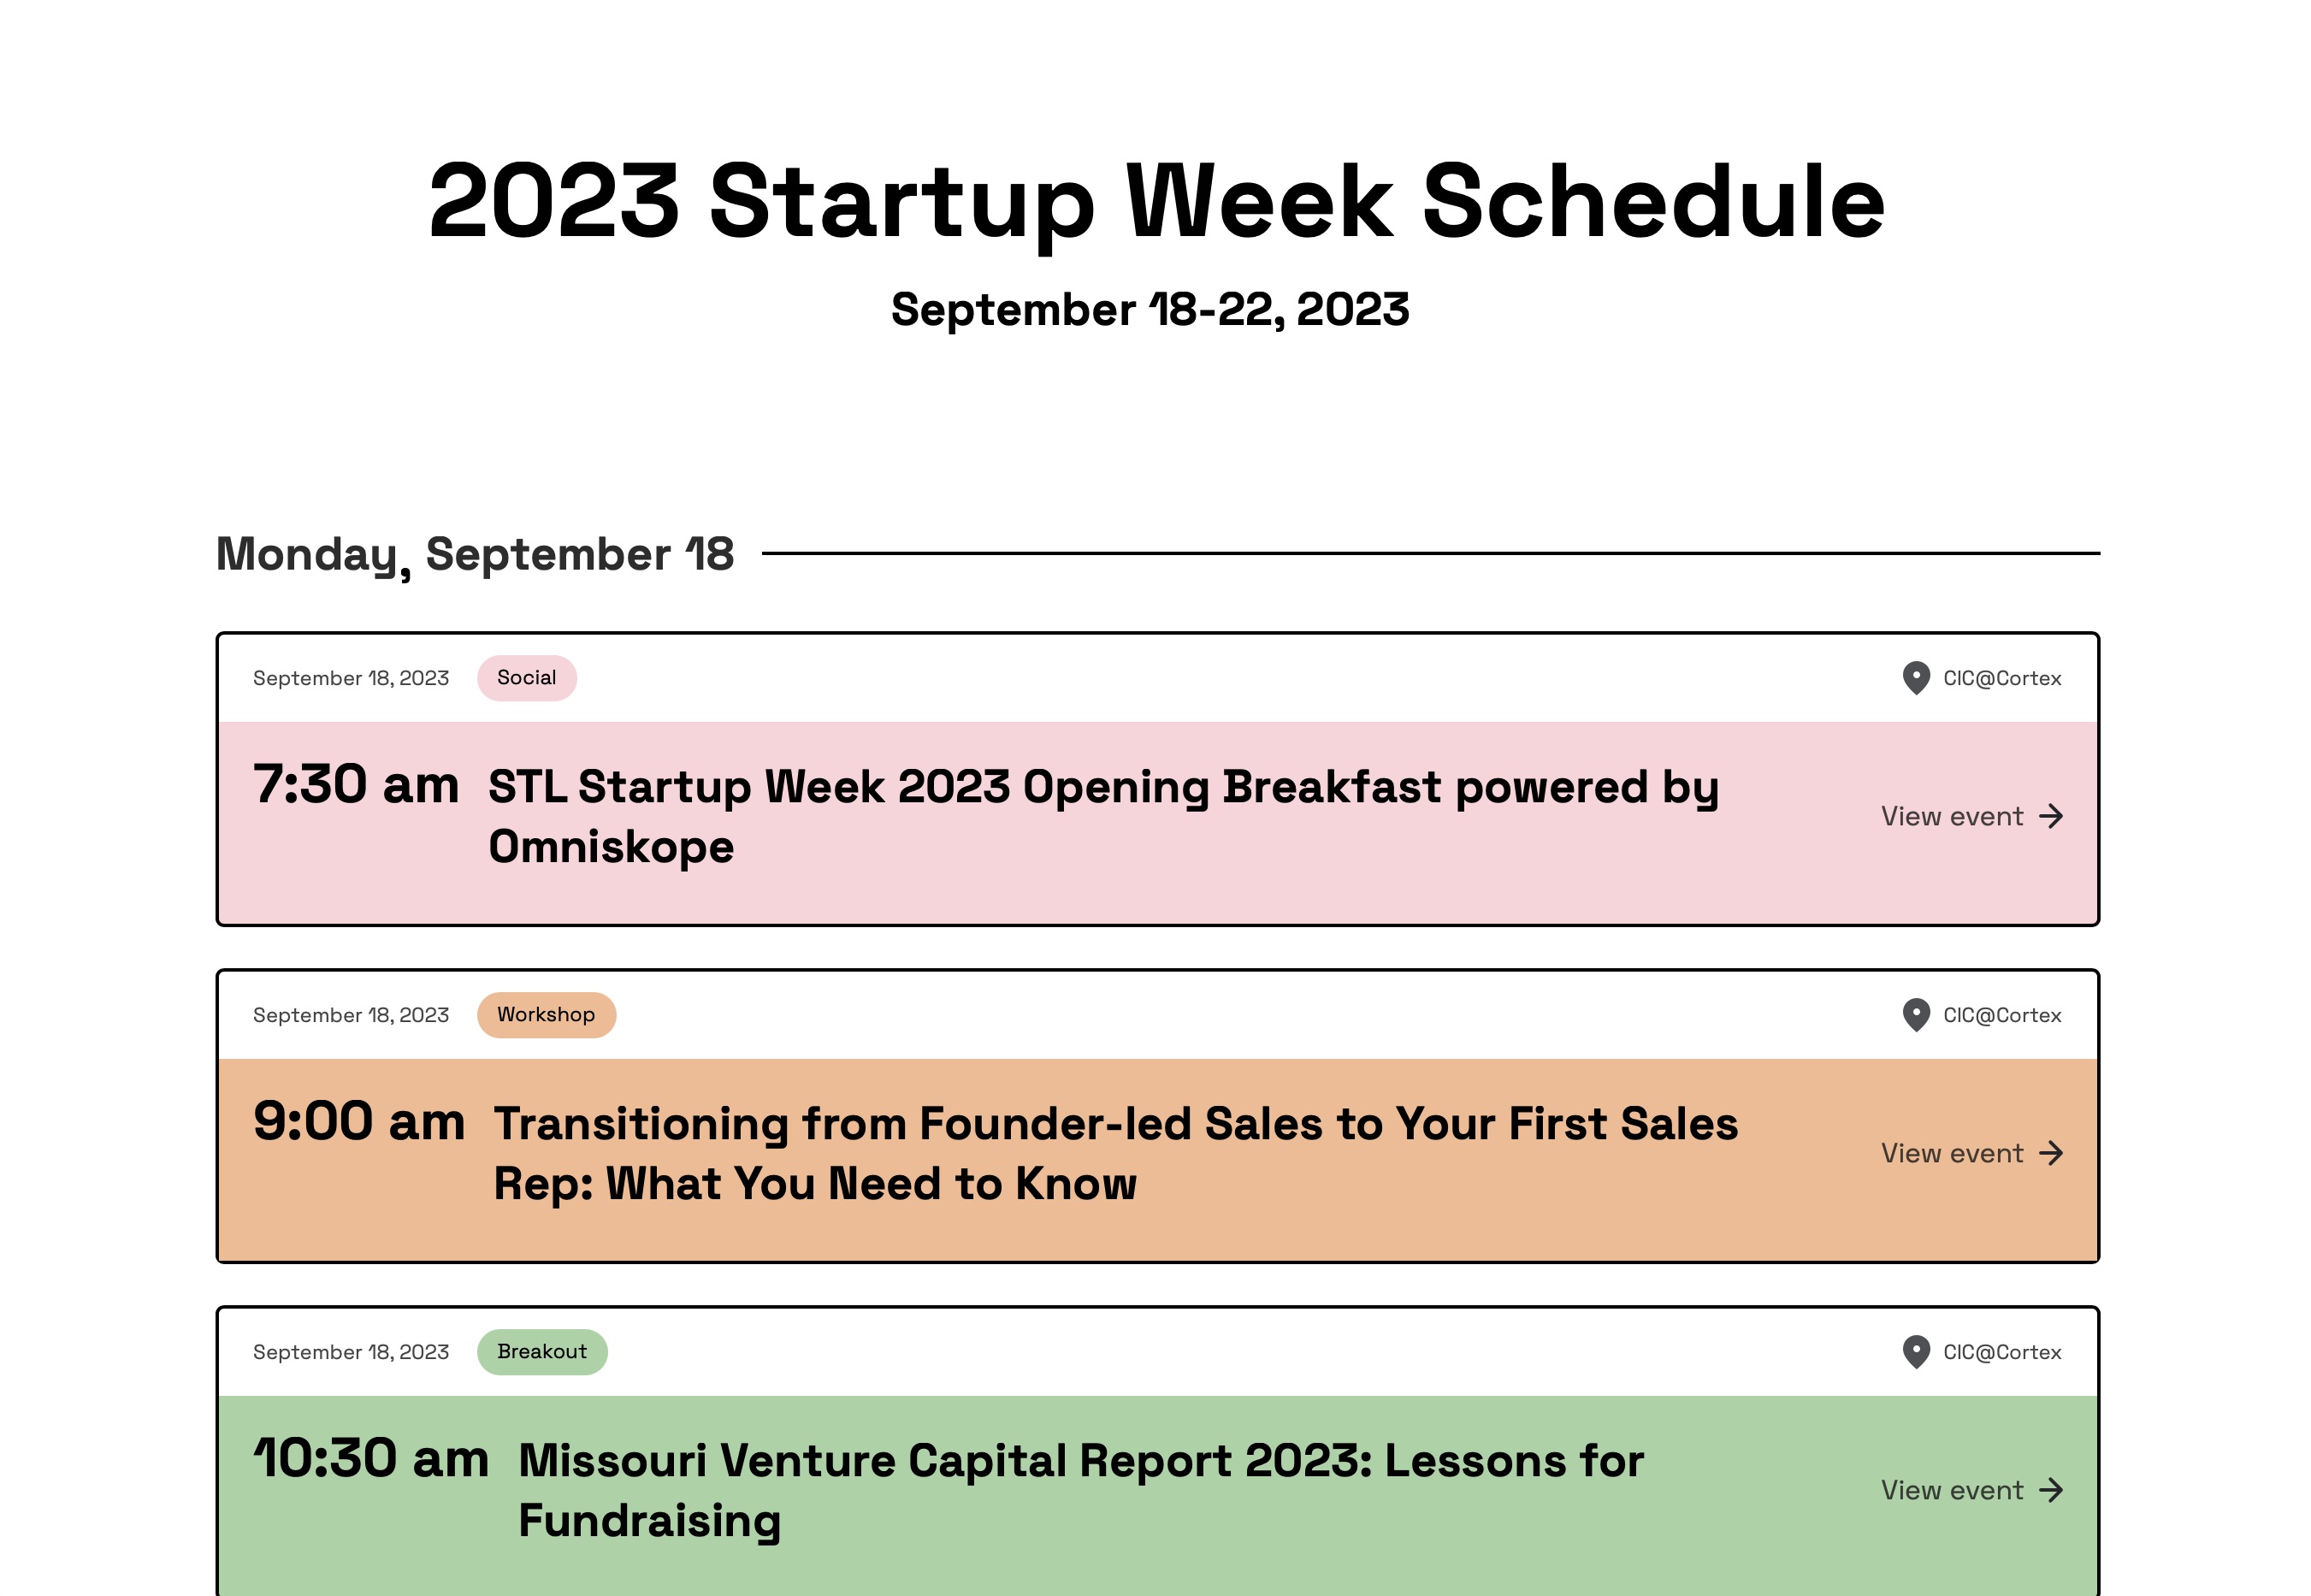 2023 Startup Week Schedule
September 18-22, 2023
Monday, September 18
September 18, 2023 Social CIC@Cortex
7:30 am STL Startup Week 2023 Opening Breakfast powered by
Omniskope
View event
September 18, 2023 Workshop CIC@Cortex
9:00 am Transitioning from Founder-led Sales to Your First Sales
Rep: What You Need to Know
View event
September 18, 2023 Breakout CIC@Cortex
10:30 am Missouri Venture Capital Report 2023: Lessons for
Fundraising
View event